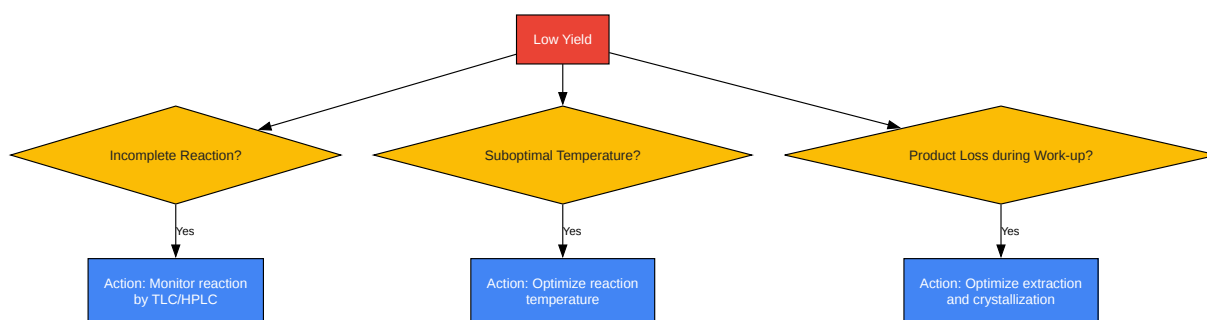 Low Yield
Incomplete Reaction?
Suboptimal Temperature?
Product Loss during Work-up?
Yes
Yes
Yes
Action: Monitor reaction
by TLC/HPLC
Action: Optimize reaction
temperature
Action: Optimize extraction
and crystallization